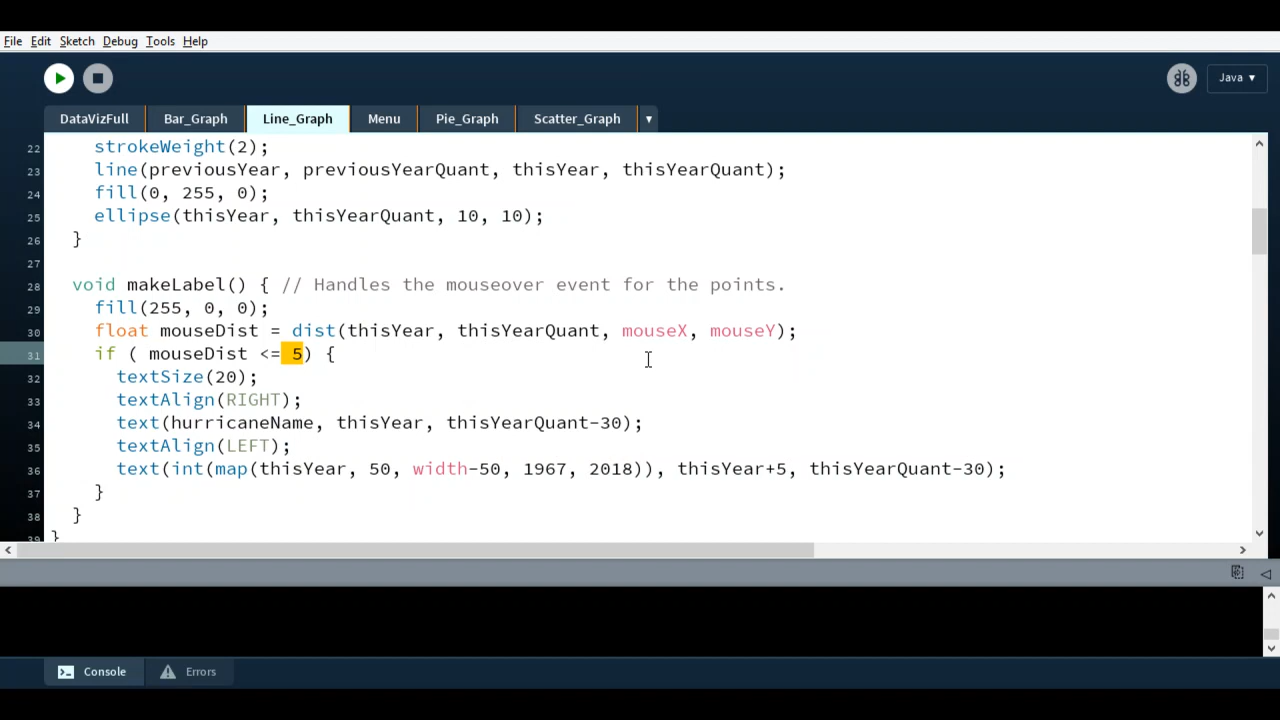 File Edit Sketch Debug Tools Help
Java ▾
DataVizFull Bar_Graph Line_Graph Menu Pie_Graph Scatter_Graph ▾
22 strokeWeight(2);
23 line(previousYear, previousYearQuant, thisYear, thisYearQuant);
24 fill(0, 255, 0);
25 ellipse(thisYear, thisYearQuant, 10, 10);
26 }
27
28 void makeLabel() { // Handles the mouseover event for the points.
29 fill(255, 0, 0);
30 float mouseDist = dist(thisYear, thisYearQuant, mouseX, mouseY);
31 if ( mouseDist <= 5) {
32 textSize(20);
33 textAlign(RIGHT);
34 text(hurricaneName, thisYear, thisYearQuant-30);
35 textAlign(LEFT);
36 text(int(map(thisYear, 50, width-50, 1967, 2018)), thisYear+5, thisYearQuant-30);
37 }
38 }
39 }
Console Errors